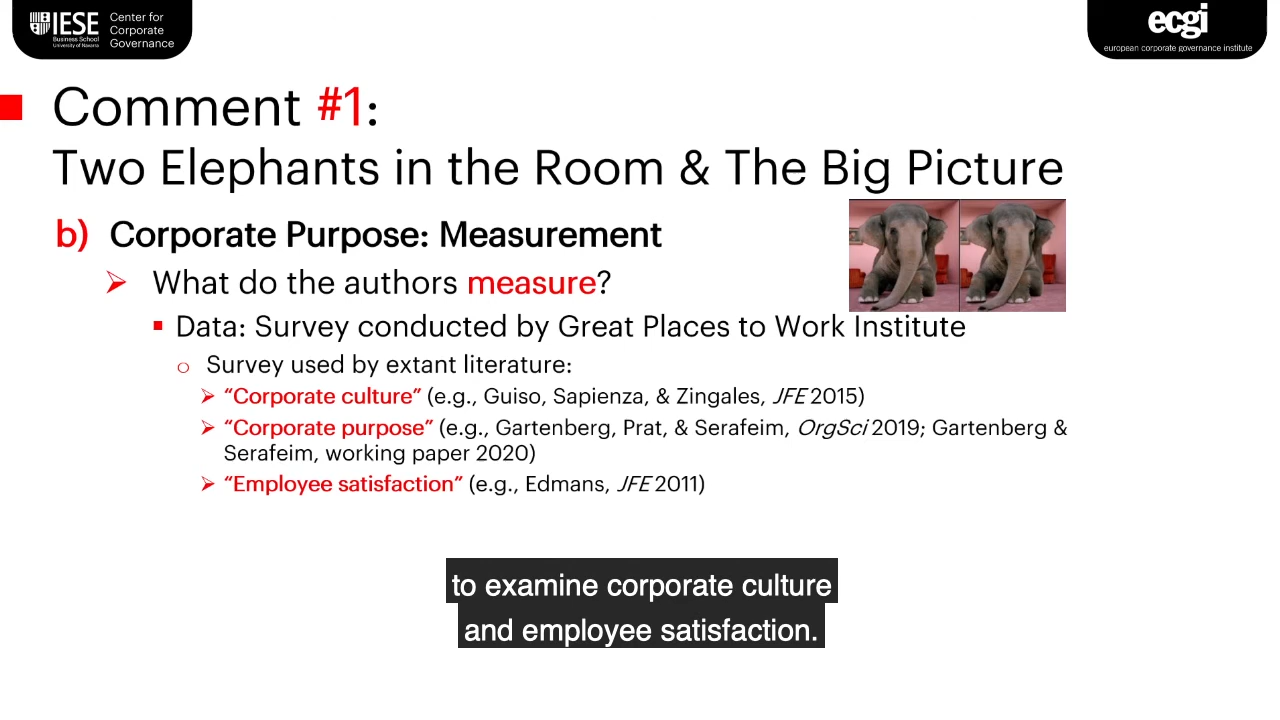 IESE
Business School
University of Navarra
Center for
Corporate
Governance
ecgi
european corporate governance institute
Comment #1:
Two Elephants in the Room & The Big Picture
b) Corporate Purpose: Measurement
➢ What do the authors measure?
▪ Data: Survey conducted by Great Places to Work Institute
o Survey used by extant literature:
➢ “Corporate culture” (e.g., Guiso, Sapienza, & Zingales, JFE 2015)
➢ “Corporate purpose” (e.g., Gartenberg, Prat, & Serafeim, OrgSci 2019; Gartenberg &
Serafeim, working paper 2020)
➢ “Employee satisfaction” (e.g., Edmans, JFE 2011)
to examine corporate culture
and employee satisfaction.